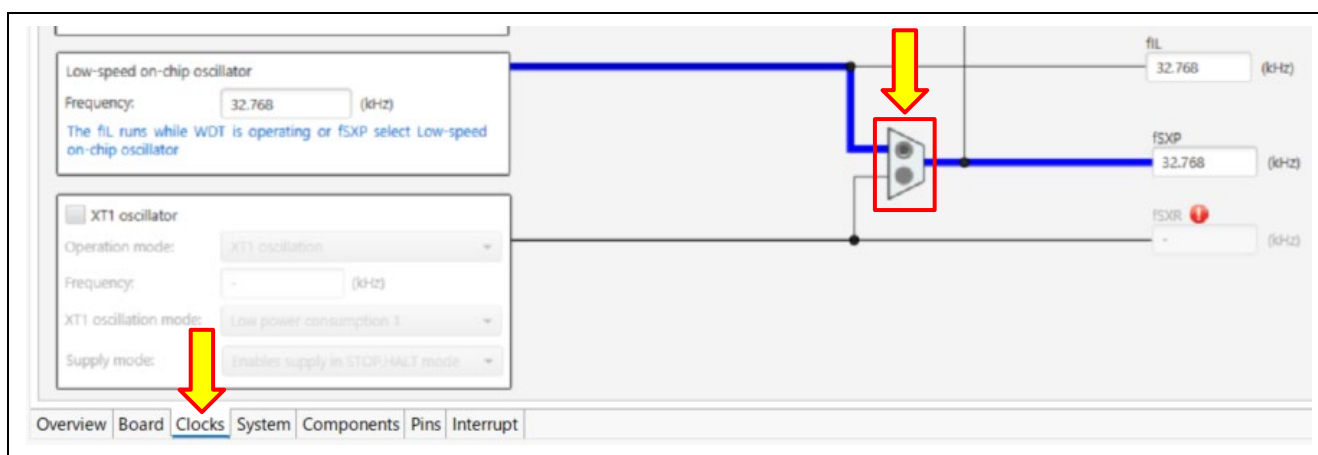 Low-speed on-chip oscillator
Frequency: 32.768 (kHz)
The fIL runs while WDT is operating or fSXP select Low-speed
on-chip oscillator
fIL
32.768 (kHz)
fSXP
32.768 (kHz)
XT1 oscillator
Operation mode: XT1 oscillation
Frequency: - (kHz)
XT1 oscillation mode: Low power consumption 1
Supply mode: Enables supply in STOP,HALT mode
fSXR
- (kHz)
Overview Board Clocks System Components Pins Interrupt